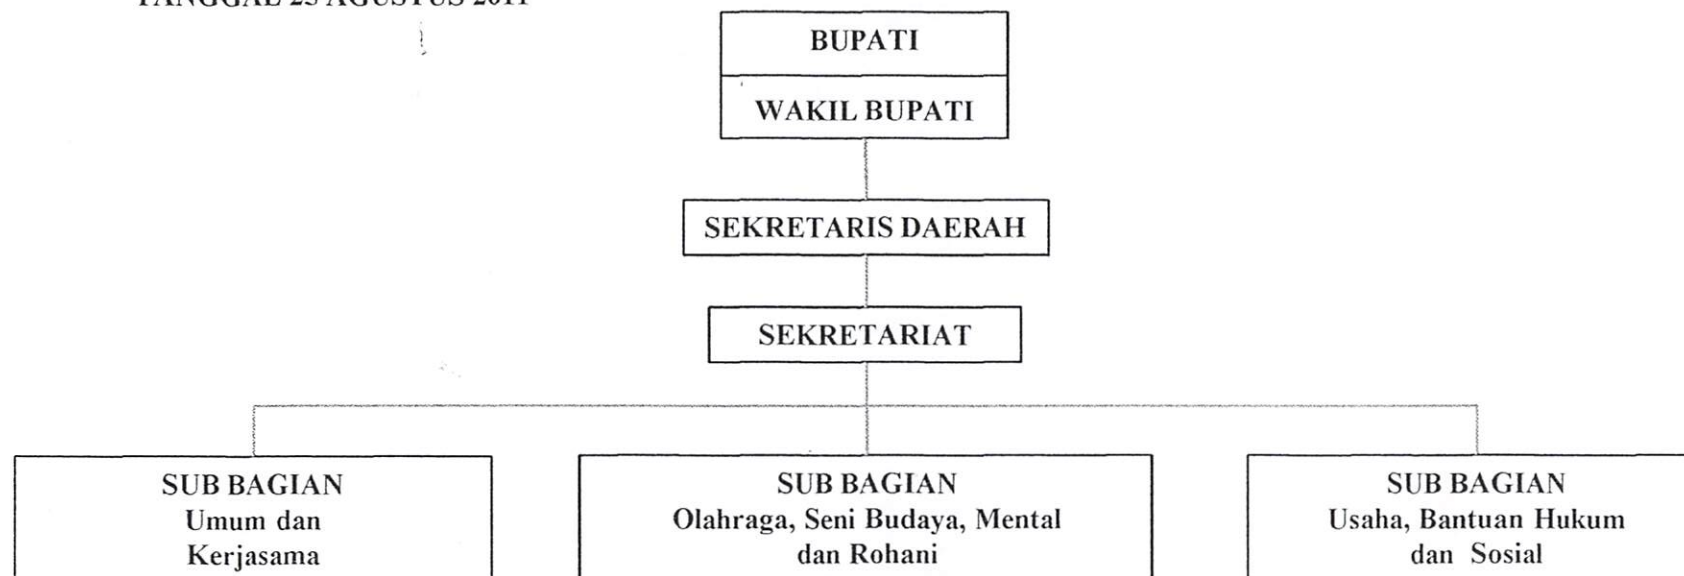 BUPATI
WAKIL BUPATI
SEKRETARIS DAERAH
SEKRETARIAT
SUB BAGIAN
Umum dan
Kerjasama
SUB BAGIAN
Olahraga, Seni Budaya, Mental
dan Rohani
SUB BAGIAN
Usaha, Bantuan Hukum
dan Sosial